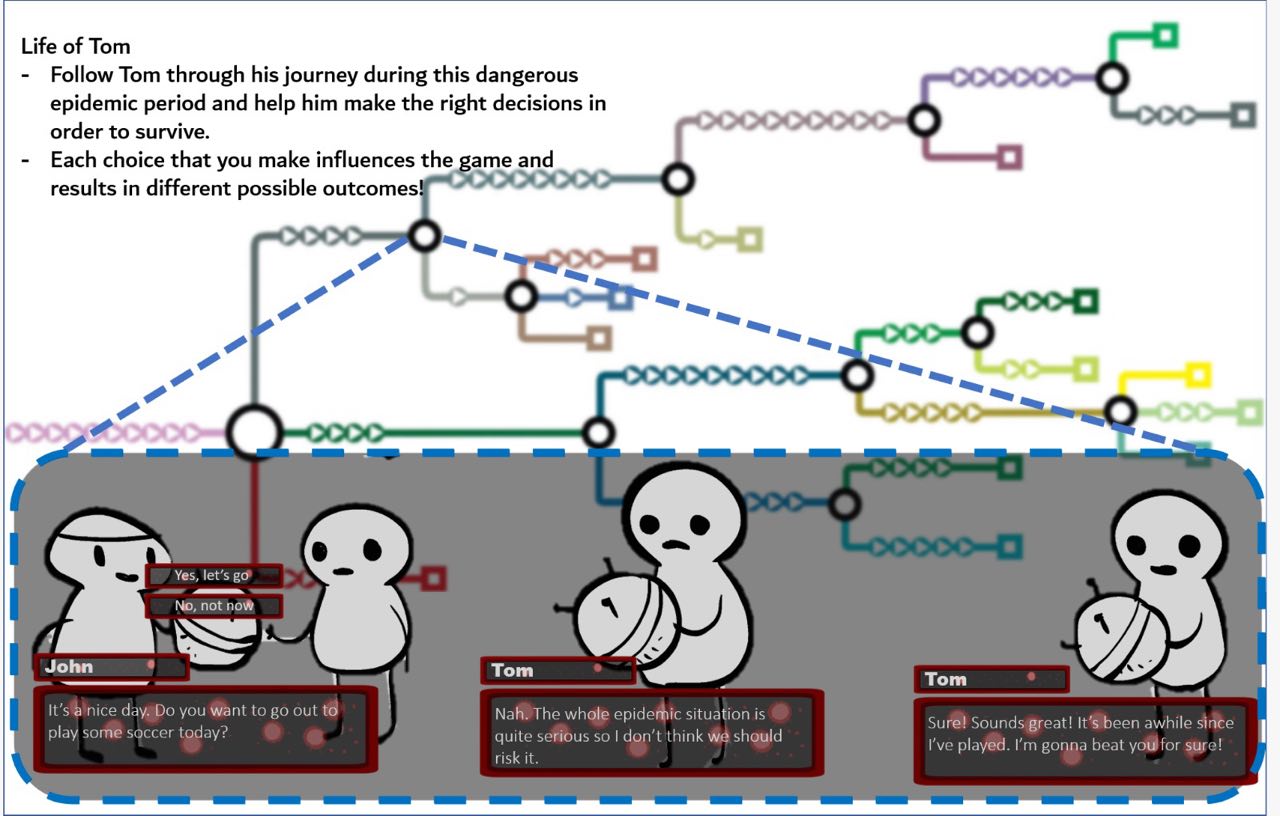 Life of Tom
- Follow Tom through his journey during this dangerous
epidemic period and help him make the right decisions in
order to survive.
- Each choice that you make influences the game and
results in different possible outcomes!
Yes, let's go
No, not now
John
It's a nice day. Do you want to go out to
play some soccer today?
Tom
Nah. The whole epidemic situation is
quite serious so I don't think we should
risk it.
Tom
Sure! Sounds great! It's been awhile since
I've played. I'm gonna beat you for sure!